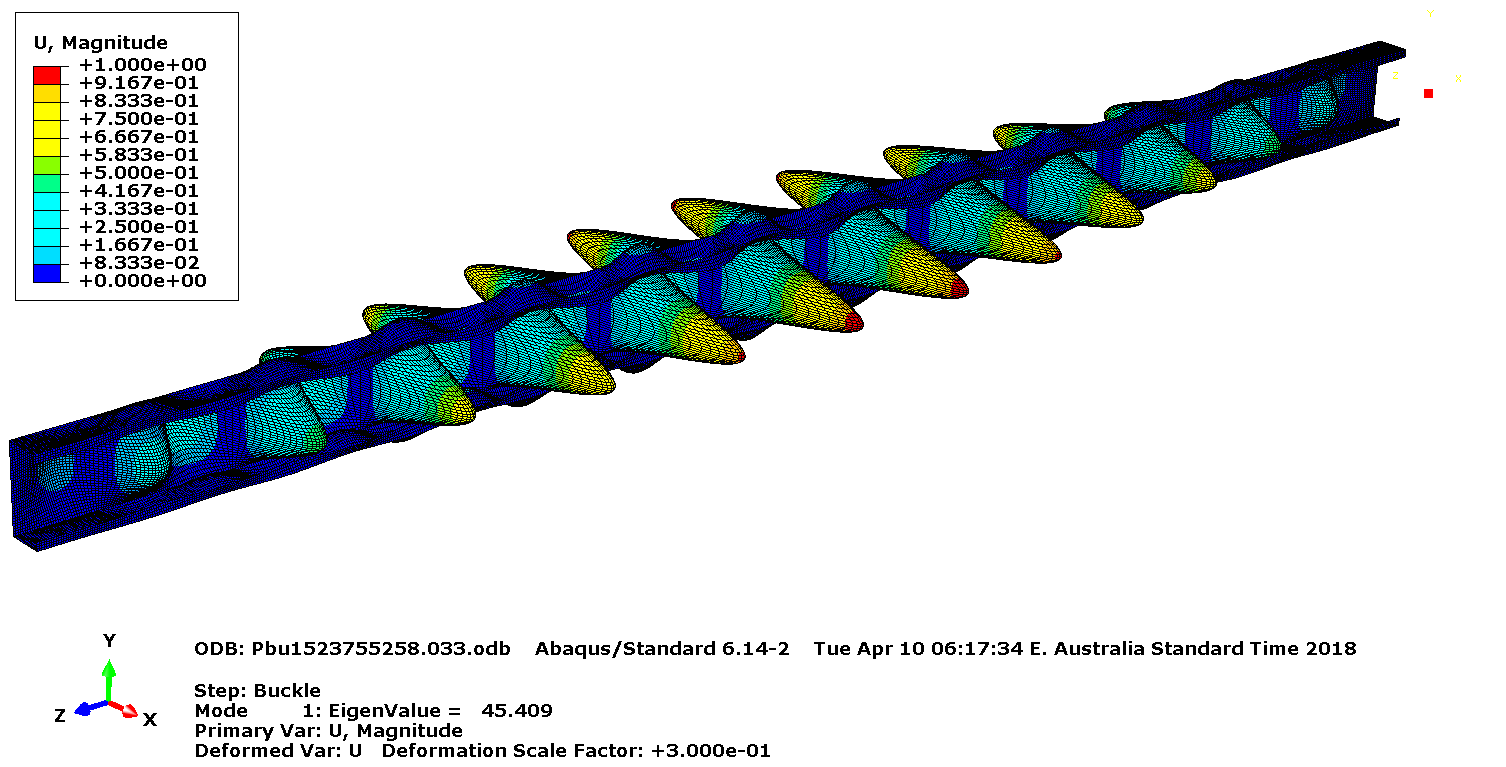 U, Magnitude
+1.000e+00
+9.167e-01
+8.333e-01
+7.500e-01
+6.667e-01
+5.833e-01
+5.000e-01
+4.167e-01
+3.333e-01
+2.500e-01
+1.667e-01
+8.333e-02
+0.000e+00
Y
Z
X
Y
Z
X
ODB: Pbu1523755258.033.odb Abaqus/Standard 6.14-2 Tue Apr 10 06:17:34 E. Australia Standard Time 2018
Step: Buckle
Mode 1: EigenValue = 45.409
Primary Var: U, Magnitude
Deformed Var: U Deformation Scale Factor: +3.000e-01